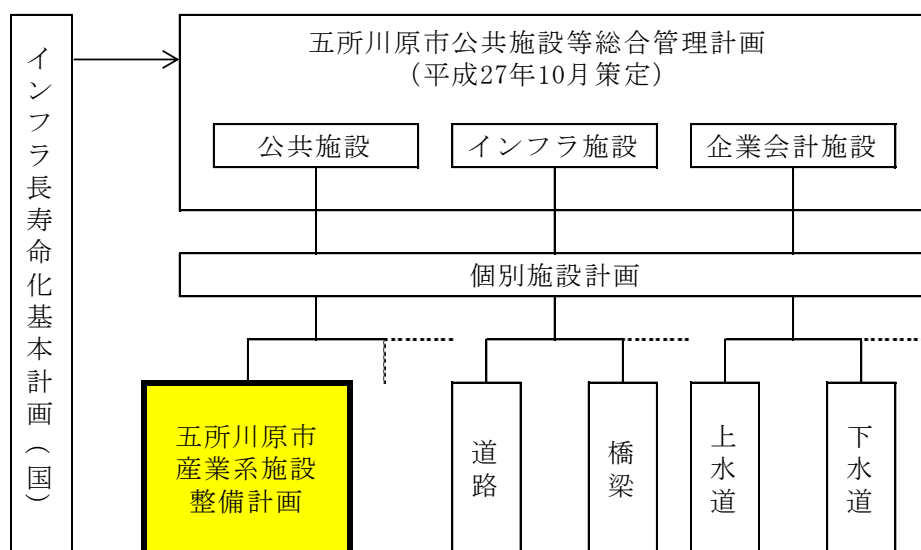 インフラ長寿命化基本計画(国)
五所川原市公共施設等総合管理計画
(平成27年10月策定)
公共施設
インフラ施設
企業会計施設
個別施設計画
五所川原市
産業系施設
整備計画
道路
橋梁
上水道
下水道